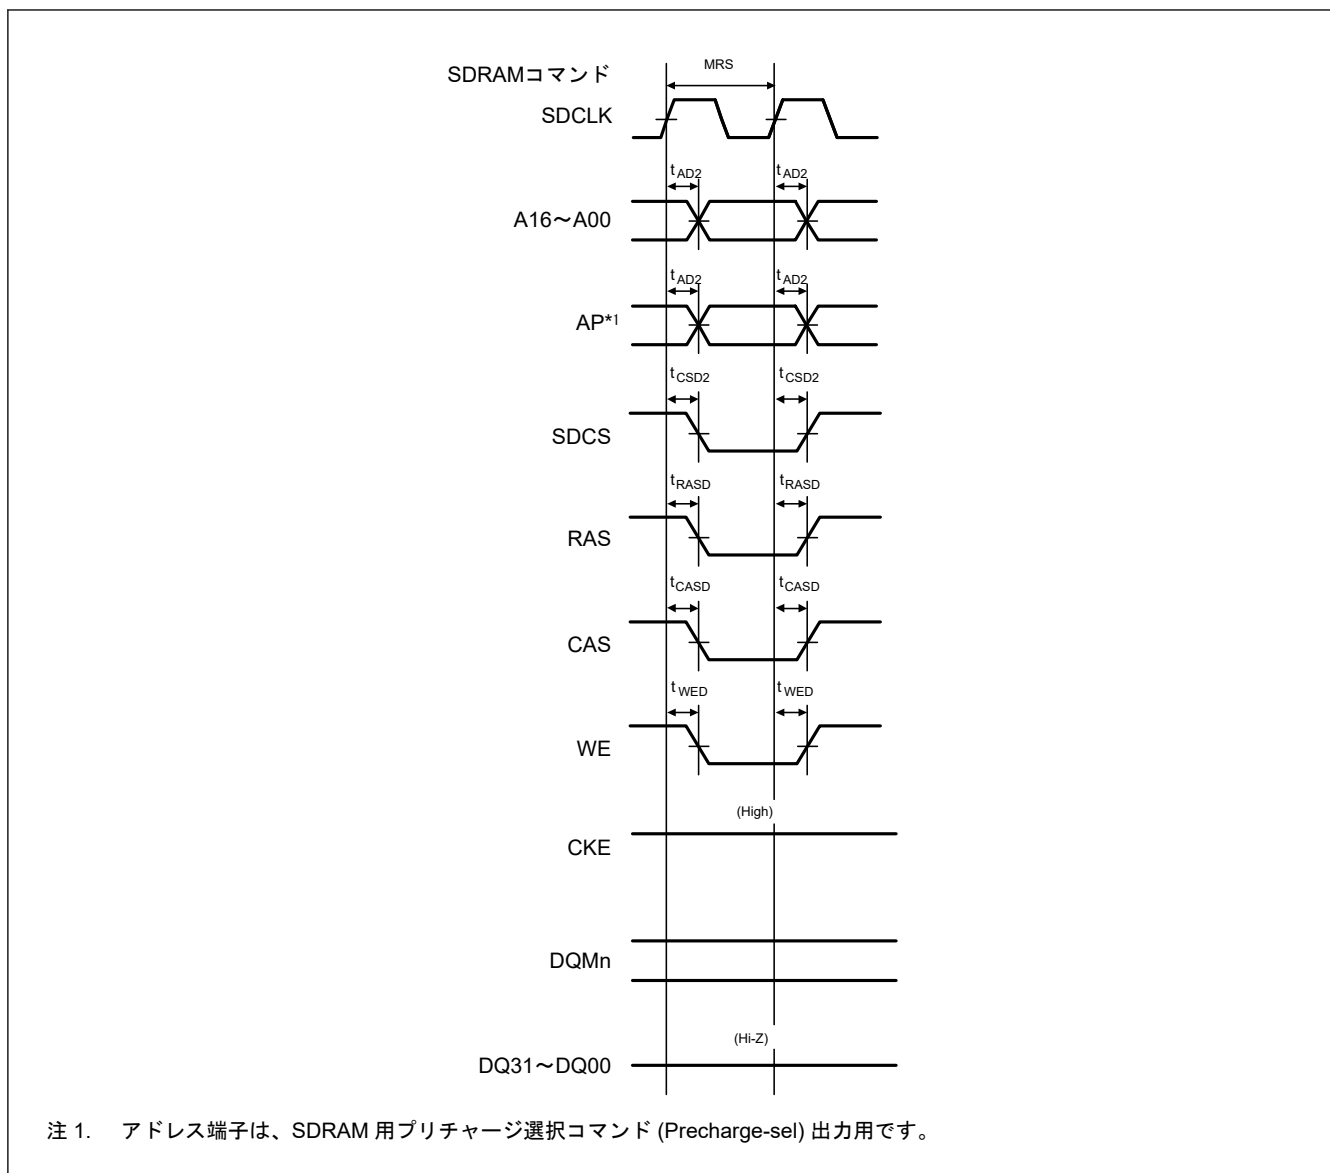 MRS
SDRAMコマンド
SDCLK
tAD2 tAD2
A16～A00
tAD2 tAD2
AP*1
tCSD2 tCSD2
SDCS
tRASD tRASD
RAS
tCASD tCASD
CAS
tWED tWED
WE
(High)
CKE
DQMn
(Hi-Z)
DQ31～DQ00
注 1. アドレス端子は、SDRAM 用プリチャージ選択コマンド (Precharge-sel) 出力用です。